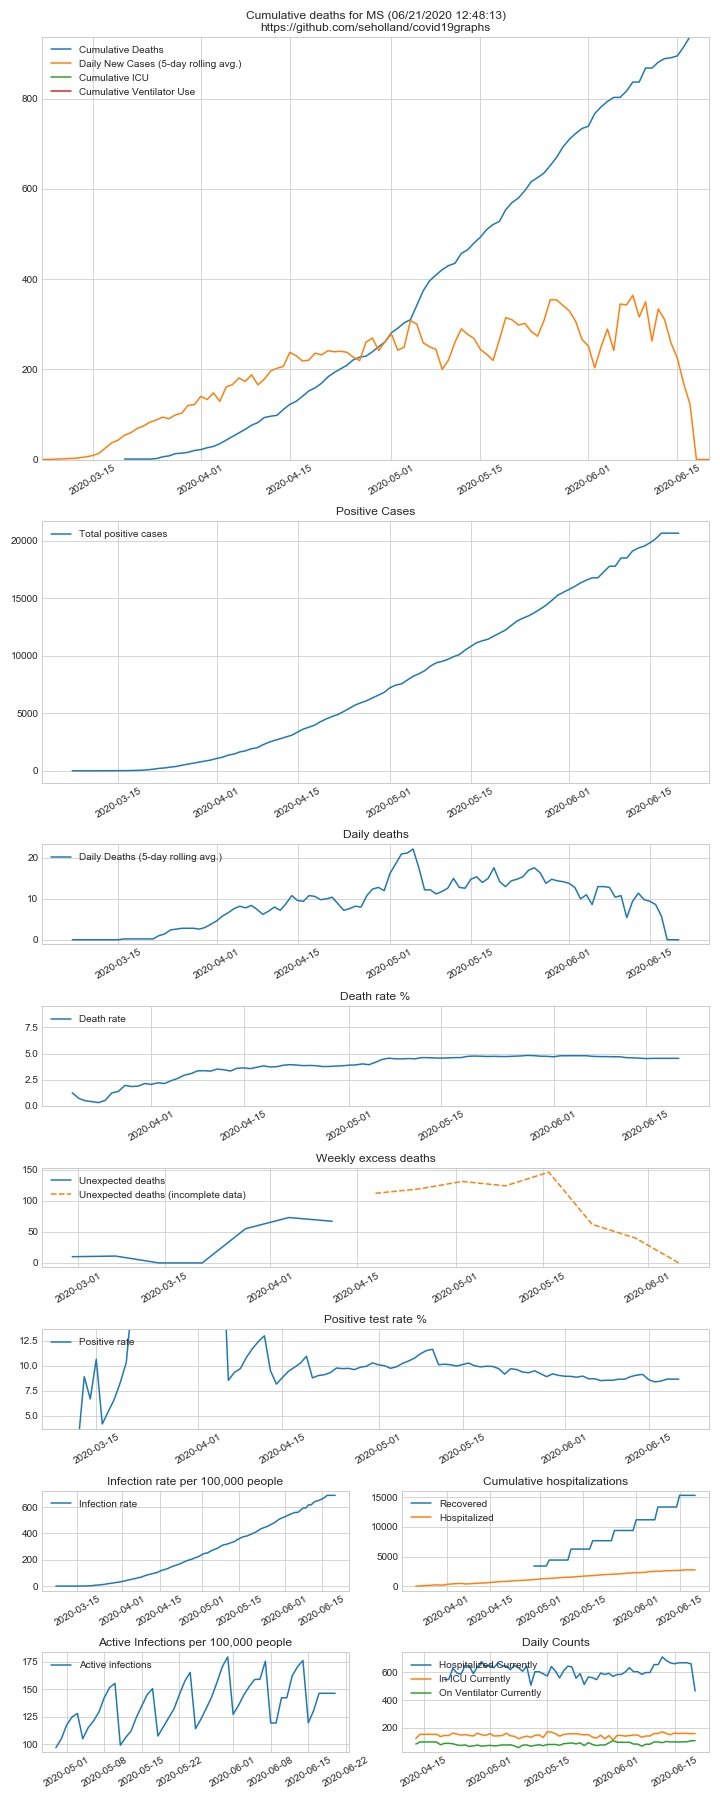 Cumulative deaths for MS (06/21/2020 12:48:13)
https://github.com/seholland/covid19graphs
Cumulative Deaths
Daily New Cases (5-day rolling avg.)
Cumulative ICU
Cumulative Ventilator Use
800
600
400
200
0
2020-03-15 2020-04-01 2020-04-15 2020-05-01 2020-05-15 2020-06-01 2020-06-15
Positive Cases
Total positive cases
20000
15000
10000
5000
0
2020-03-15 2020-04-01 2020-04-15 2020-05-01 2020-05-15 2020-06-01 2020-06-15
Daily deaths
Daily Deaths (5-day rolling avg.)
20
10
0
2020-03-15 2020-04-01 2020-04-15 2020-05-01 2020-05-15 2020-06-01 2020-06-15
Death rate %
Death rate
7.5
5.0
2.5
0.0
2020-04-01 2020-04-15 2020-05-01 2020-05-15 2020-06-01 2020-06-15
Weekly excess deaths
Unexpected deaths
Unexpected deaths (incomplete data)
150
100
50
0
2020-03-01 2020-03-15 2020-04-01 2020-04-15 2020-05-01 2020-05-15 2020-06-01
Positive test rate %
Positive rate
12.5
10.0
7.5
5.0
2020-03-15 2020-04-01 2020-04-15 2020-05-01 2020-05-15 2020-06-01 2020-06-15
Infection rate per 100,000 people
Infection rate
600
400
200
0
2020-03-15 2020-04-01 2020-04-15 2020-05-01 2020-05-15 2020-06-01 2020-06-15
Cumulative hospitalizations
Recovered
Hospitalized
15000
10000
5000
0
2020-04-01 2020-04-15 2020-05-01 2020-05-15 2020-06-01 2020-06-15
Active Infections per 100,000 people
Active infections
175
150
125
100
2020-05-01 2020-05-08 2020-05-15 2020-05-22 2020-06-01 2020-06-08 2020-06-15 2020-06-22
Daily Counts
Hospitalized Currently
In ICU Currently
On Ventilator Currently
600
400
200
2020-04-15 2020-05-01 2020-05-15 2020-06-01 2020-06-15